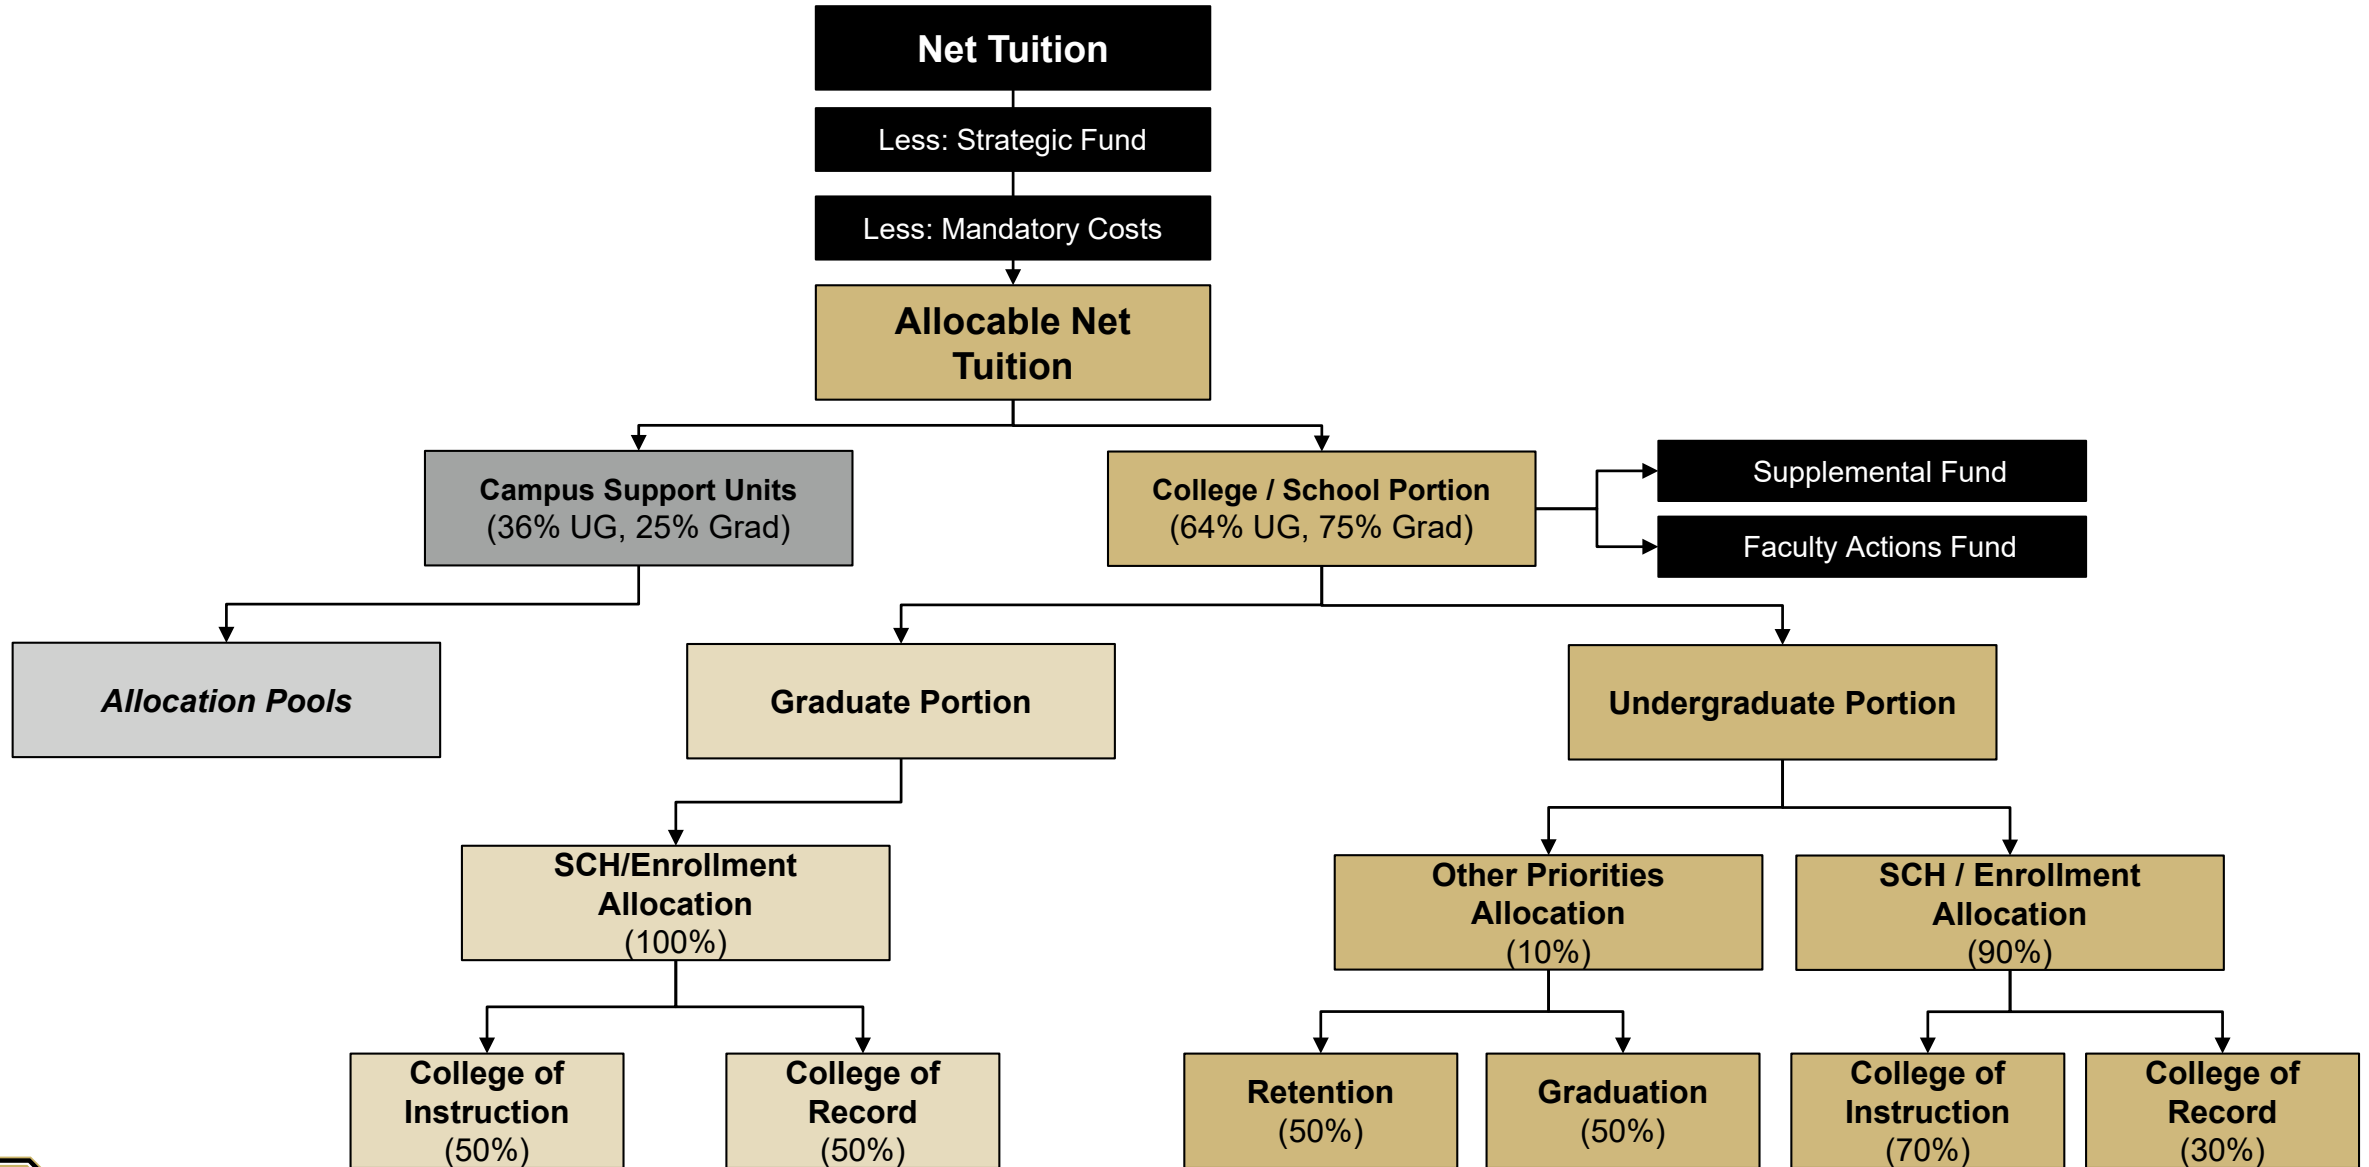 Net Tuition
Less: Strategic Fund
Less: Mandatory Costs
Allocable Net
Tuition
Campus Support Units
(36% UG, 25% Grad)
College / School Portion
(64% UG, 75% Grad)
Supplemental Fund
Faculty Actions Fund
Allocation Pools
Graduate Portion
Undergraduate Portion
SCH/Enrollment
Allocation
(100%)
Other Priorities
Allocation
(10%)
SCH / Enrollment
Allocation
(90%)
College of
Instruction
(50%)
College of
Record
(50%)
Retention
(50%)
Graduation
(50%)
College of
Instruction
(70%)
College of
Record
(30%)